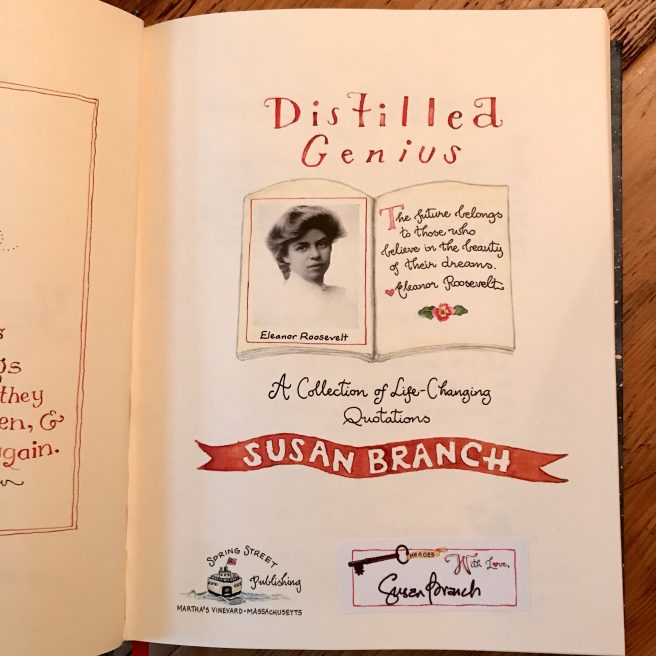 they
en, &
gain.
Distilled
Genius
The future belongs
to those who
believe in the beauty
of their dreams.
Eleanor Roosevelt
Eleanor Roosevelt
A Collection of Life-Changing
Quotations
SUSAN BRANCH
SPRING STREET
Publishing
MARTHA'S VINEYARD • MASSACHUSETTS
HEROES
With Love,
Susan Branch